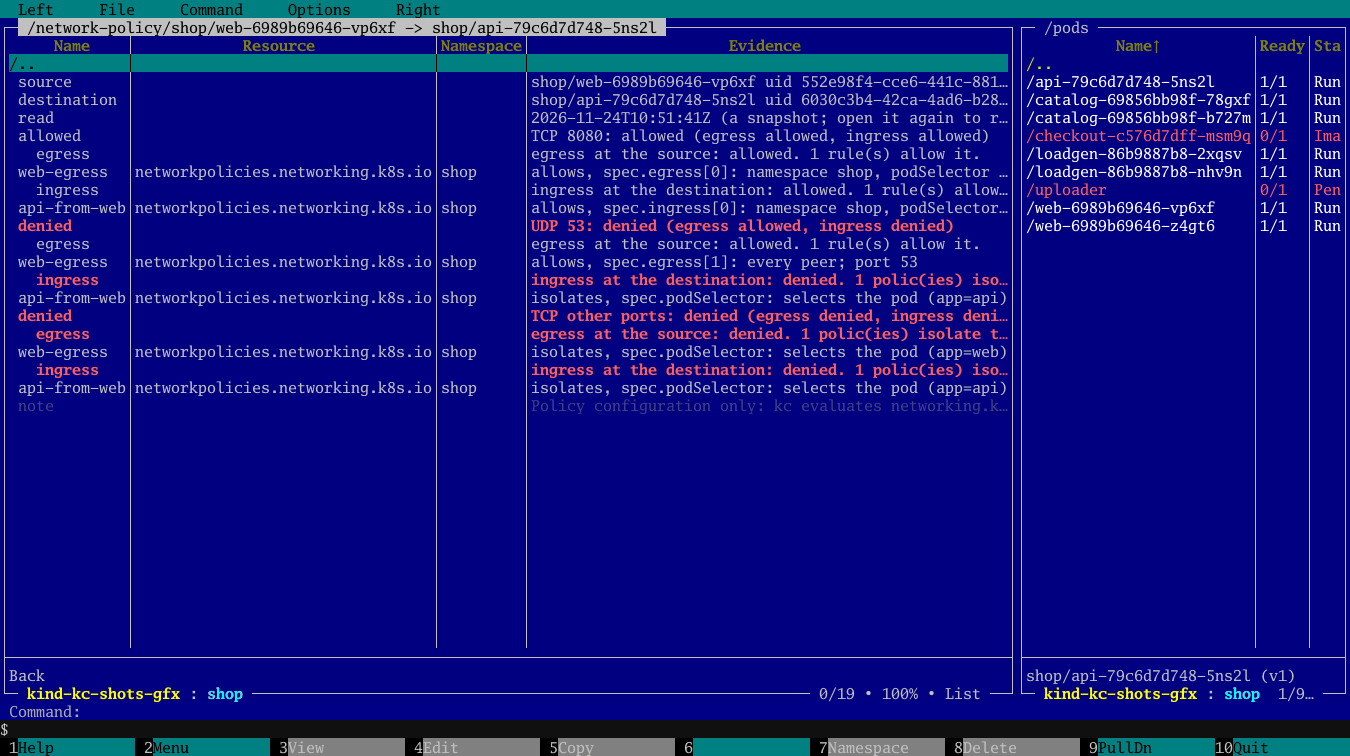 Left File Command Options Right
/network-policy/shop/web-6989b69646-vp6xf -> shop/api-79c6d7d748-5ns2l
Name Resource Namespace Evidence
/..
source shop/web-6989b69646-vp6xf uid 552e98f4-cce6-441c-881…
destination shop/api-79c6d7d748-5ns2l uid 6030c3b4-42ca-4ad6-b28…
read 2026-11-24T10:51:41Z (a snapshot; open it again to r…
allowed TCP 8080: allowed (egress allowed, ingress allowed)
egress egress at the source: allowed. 1 rule(s) allow it.
web-egress networkpolicies.networking.k8s.io shop allows, spec.egress[0]: namespace shop, podSelector …
ingress ingress at the destination: allowed. 1 rule(s) allow…
api-from-web networkpolicies.networking.k8s.io shop allows, spec.ingress[0]: namespace shop, podSelector…
denied UDP 53: denied (egress allowed, ingress denied)
egress egress at the source: allowed. 1 rule(s) allow it.
web-egress networkpolicies.networking.k8s.io shop allows, spec.egress[1]: every peer; port 53
ingress ingress at the destination: denied. 1 polic(ies) iso…
api-from-web networkpolicies.networking.k8s.io shop isolates, spec.podSelector: selects the pod (app=api)
denied TCP other ports: denied (egress denied, ingress deni…
egress egress at the source: denied. 1 polic(ies) isolate t…
web-egress networkpolicies.networking.k8s.io shop isolates, spec.podSelector: selects the pod (app=web)
ingress ingress at the destination: denied. 1 polic(ies) iso…
api-from-web networkpolicies.networking.k8s.io shop isolates, spec.podSelector: selects the pod (app=api)
note Policy configuration only: kc evaluates networking.k…
Back
kind-kc-shots-gfx : shop 0/19 • 100% • List
/pods
Name↑ Ready Sta
/..
/api-79c6d7d748-5ns2l 1/1 Run
/catalog-69856bb98f-78gxf 1/1 Run
/catalog-69856bb98f-b727m 1/1 Run
/checkout-c576d7dff-msm9q 0/1 Ima
/loadgen-86b9887b8-2xqsv 1/1 Run
/loadgen-86b9887b8-nhv9n 1/1 Run
/uploader 0/1 Pen
/web-6989b69646-vp6xf 1/1 Run
/web-6989b69646-z4gt6 1/1 Run
shop/api-79c6d7d748-5ns2l (v1)
kind-kc-shots-gfx : shop 1/9…
Command:
$
1Help 2Menu 3View 4Edit 5Copy 6 7Namespace 8Delete 9PullDn 10Quit